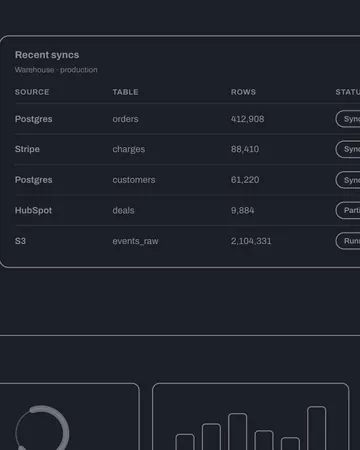 Recent syncs
Warehouse · production
SOURCE TABLE ROWS
Postgres orders 412,908
Stripe charges 88,410
Postgres customers 61,220
HubSpot deals 9,884
S3 events_raw 2,104,331